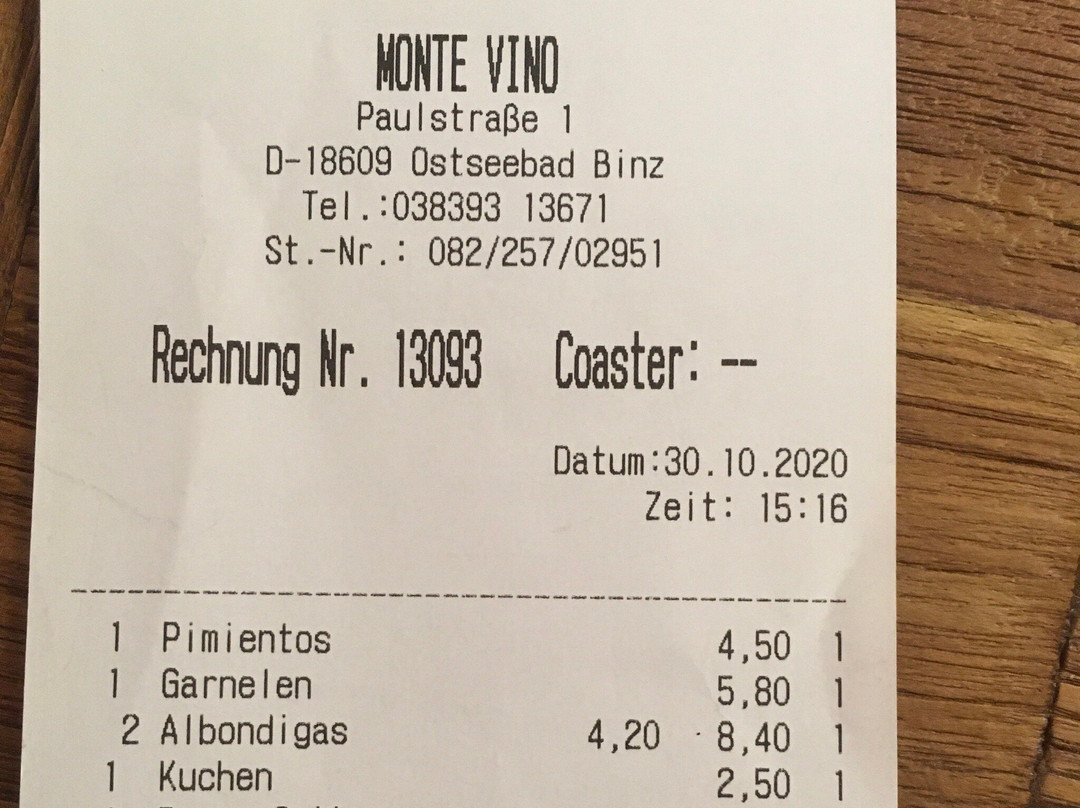 MONTE VINO
Paulstraße 1
D-18609 Ostseebad Binz
Tel.:038393 13671
St.-Nr.: 082/257/02951
Rechnung Nr. 13093 Coaster: --
Datum:30.10.2020
Zeit: 15:16
1 Pimientos 4,50 1
1 Garnelen 5,80 1
2 Albondigas 4,20 8,40 1
1 Kuchen 2,50 1